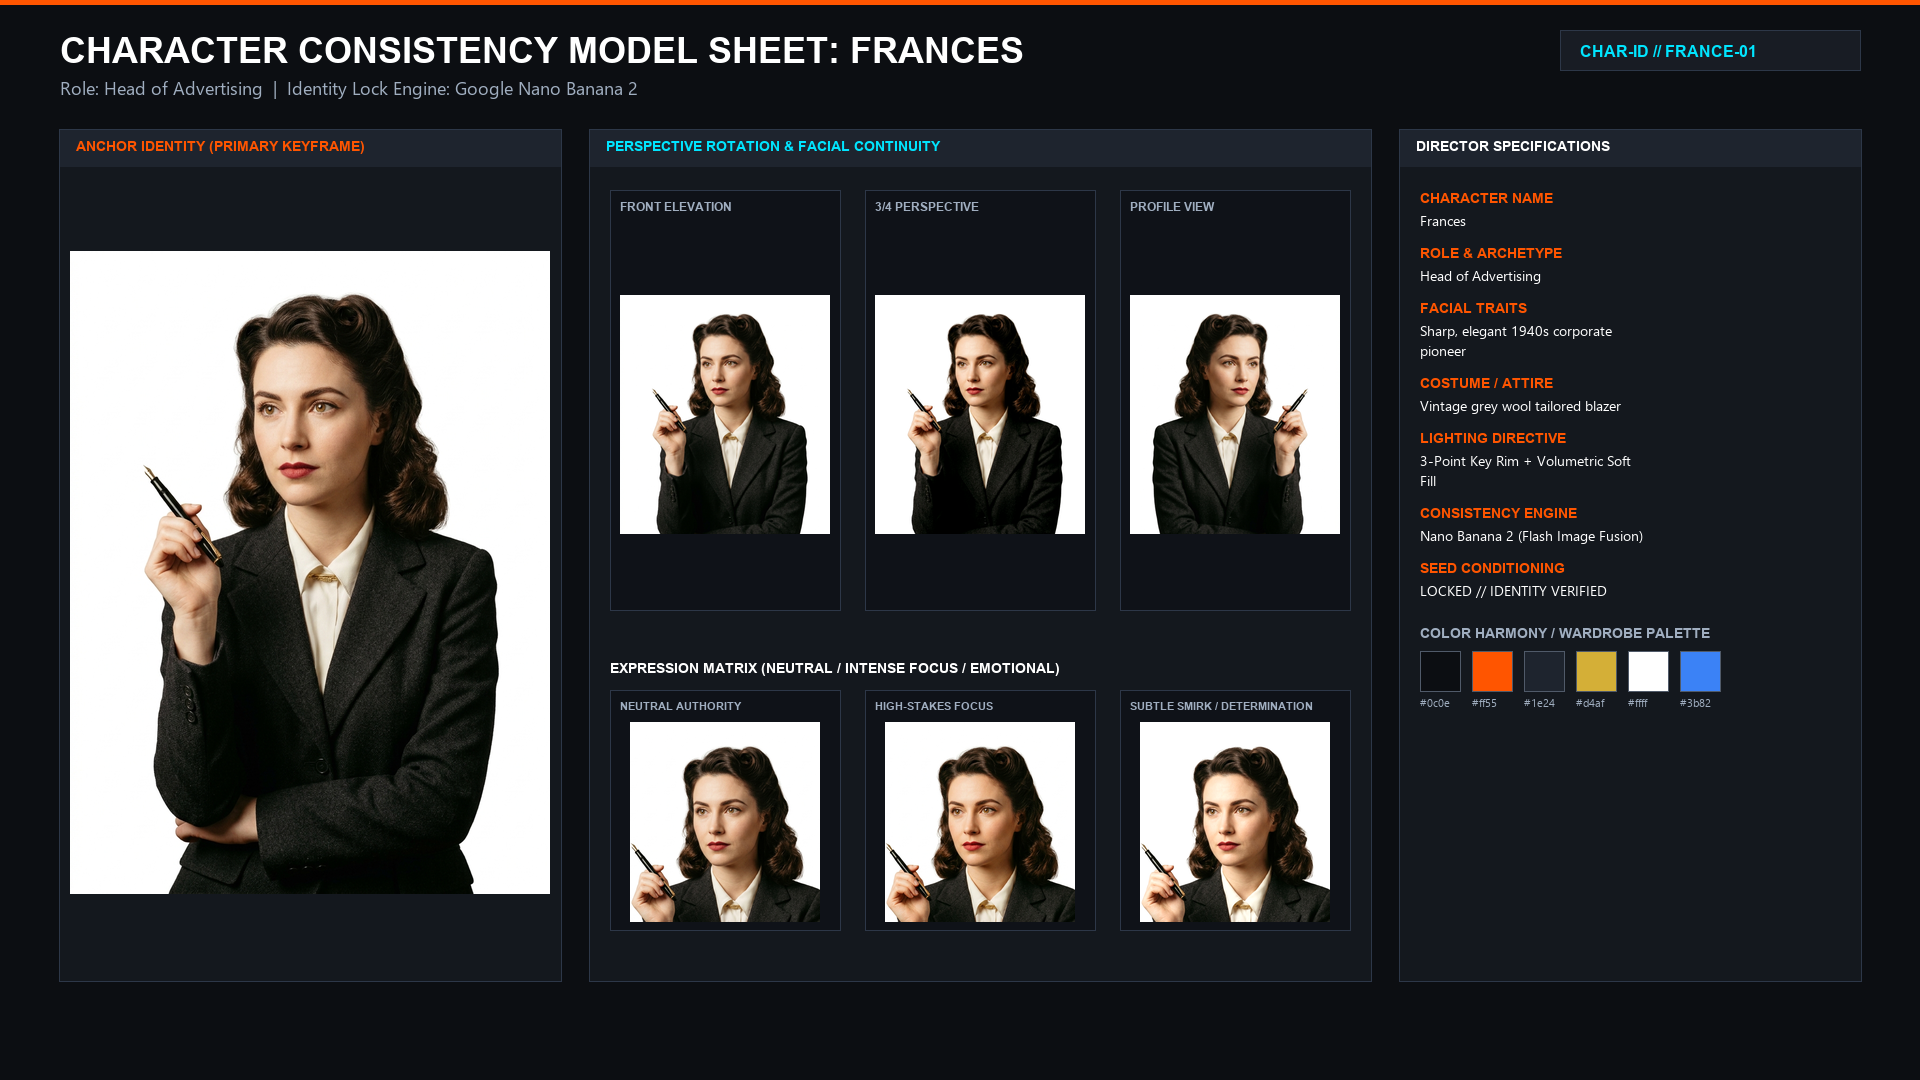 CHARACTER CONSISTENCY MODEL SHEET: FRANCES
Role: Head of Advertising | Identity Lock Engine: Google Nano Banana 2
CHAR-ID // FRANCE-01
ANCHOR IDENTITY (PRIMARY KEYFRAME)
PERSPECTIVE ROTATION & FACIAL CONTINUITY
FRONT ELEVATION
3/4 PERSPECTIVE
PROFILE VIEW
EXPRESSION MATRIX (NEUTRAL / INTENSE FOCUS / EMOTIONAL)
NEUTRAL AUTHORITY
HIGH-STAKES FOCUS
SUBTLE SMIRK / DETERMINATION
DIRECTOR SPECIFICATIONS
CHARACTER NAME
Frances
ROLE & ARCHETYPE
Head of Advertising
FACIAL TRAITS
Sharp, elegant 1940s corporate
pioneer
COSTUME / ATTIRE
Vintage grey wool tailored blazer
LIGHTING DIRECTIVE
3-Point Key Rim + Volumetric Soft
Fill
CONSISTENCY ENGINE
Nano Banana 2 (Flash Image Fusion)
SEED CONDITIONING
LOCKED // IDENTITY VERIFIED
COLOR HARMONY / WARDROBE PALETTE
#0c0e
#ff55
#1e24
#d4af
#ffff
#3b82